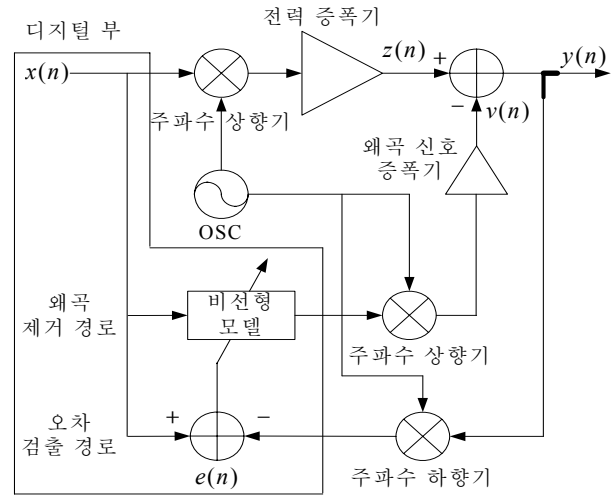 디지털 부
전력 증폭기
x(n)
z(n)
+
y(n)
−
v(n)
주파수 상향기
왜곡 신호
증폭기
OSC
왜곡
제거 경로
비선형
모델
주파수 상향기
오차
검출 경로
+
−
e(n)
주파수 하향기